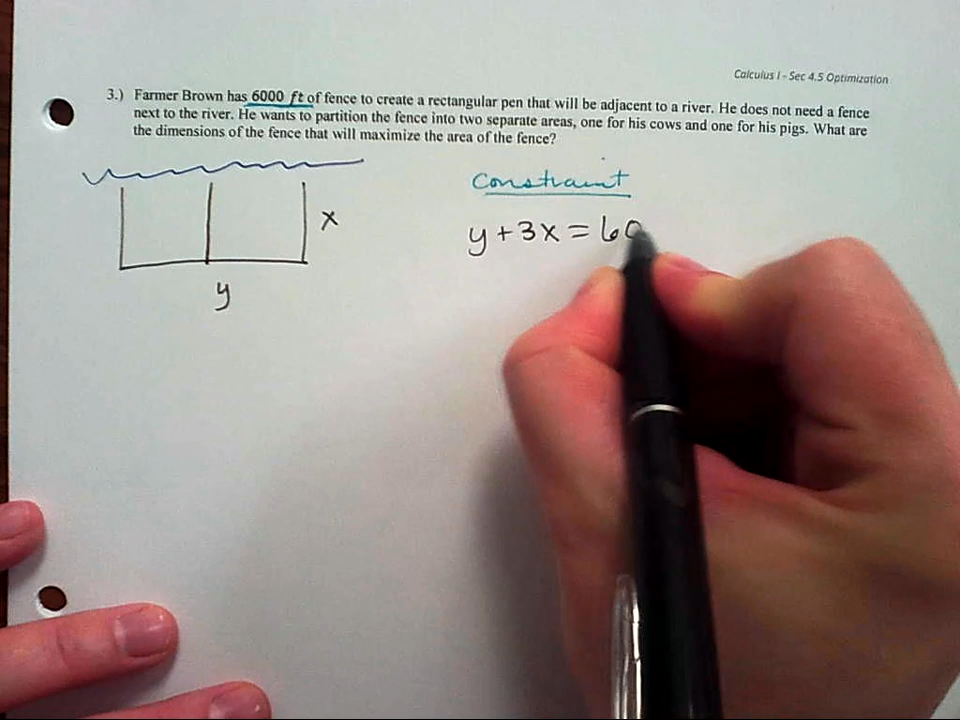 Calculus I - Sec 4.5 Optimization
3.) Farmer Brown has 6000 ft of fence to create a rectangular pen that will be adjacent to a river. He does not need a fence
next to the river. He wants to partition the fence into two separate areas, one for his cows and one for his pigs. What are
the dimensions of the fence that will maximize the area of the fence?
Constraint
x
y + 3x = 60
y